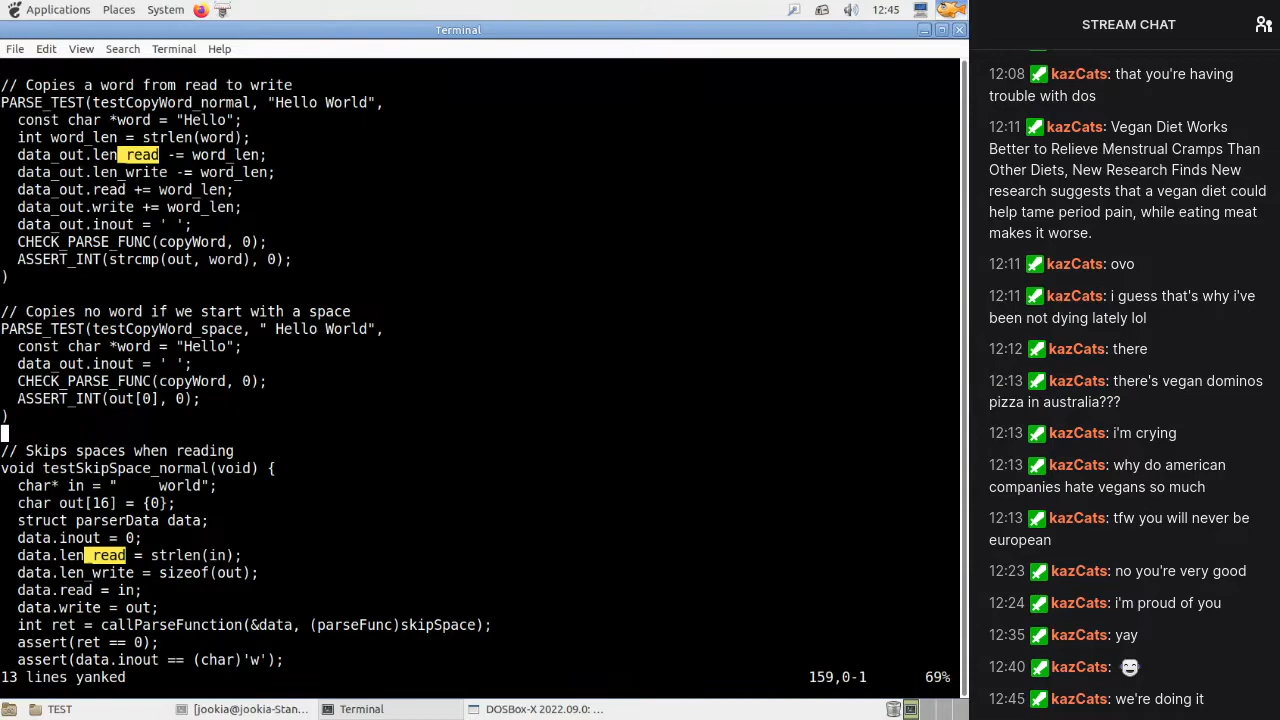 Applications Places System 12:45
Terminal
File Edit View Search Terminal Help
// Copies a word from read to write
PARSE_TEST(testCopyWord_normal, "Hello World",
  const char *word = "Hello";
  int word_len = strlen(word);
  data_out.len_read -= word_len;
  data_out.len_write -= word_len;
  data_out.read += word_len;
  data_out.write += word_len;
  data_out.inout = ' ';
  CHECK_PARSE_FUNC(copyWord, 0);
  ASSERT_INT(strcmp(out, word), 0);
)
// Copies no word if we start with a space
PARSE_TEST(testCopyWord_space, " Hello World",
  const char *word = "Hello";
  data_out.inout = ' ';
  CHECK_PARSE_FUNC(copyWord, 0);
  ASSERT_INT(out[0], 0);
)
// Skips spaces when reading
void testSkipSpace_normal(void) {
  char* in = "     world";
  char out[16] = {0};
  struct parserData data;
  data.inout = 0;
  data.len_read = strlen(in);
  data.len_write = sizeof(out);
  data.read = in;
  data.write = out;
  int ret = callParseFunction(&data, (parseFunc)skipSpace);
  assert(ret == 0);
  assert(data.inout == (char)'w');
13 lines yanked 159,0-1 69%
TEST [jookia@jookia-Stan... Terminal DOSBox-X 2022.09.0: ...
STREAM CHAT
12:08 kazCats: that you're having
trouble with dos
12:11 kazCats: Vegan Diet Works
Better to Relieve Menstrual Cramps Than
Other Diets, New Research Finds New
research suggests that a vegan diet could
help tame period pain, while eating meat
makes it worse.
12:11 kazCats: ovo
12:11 kazCats: i guess that's why i've
been not dying lately lol
12:12 kazCats: there
12:13 kazCats: there's vegan dominos
pizza in australia???
12:13 kazCats: i'm crying
12:13 kazCats: why do american
companies hate vegans so much
12:13 kazCats: tfw you will never be
european
12:23 kazCats: no you're very good
12:24 kazCats: i'm proud of you
12:35 kazCats: yay
12:40 kazCats:
12:45 kazCats: we're doing it